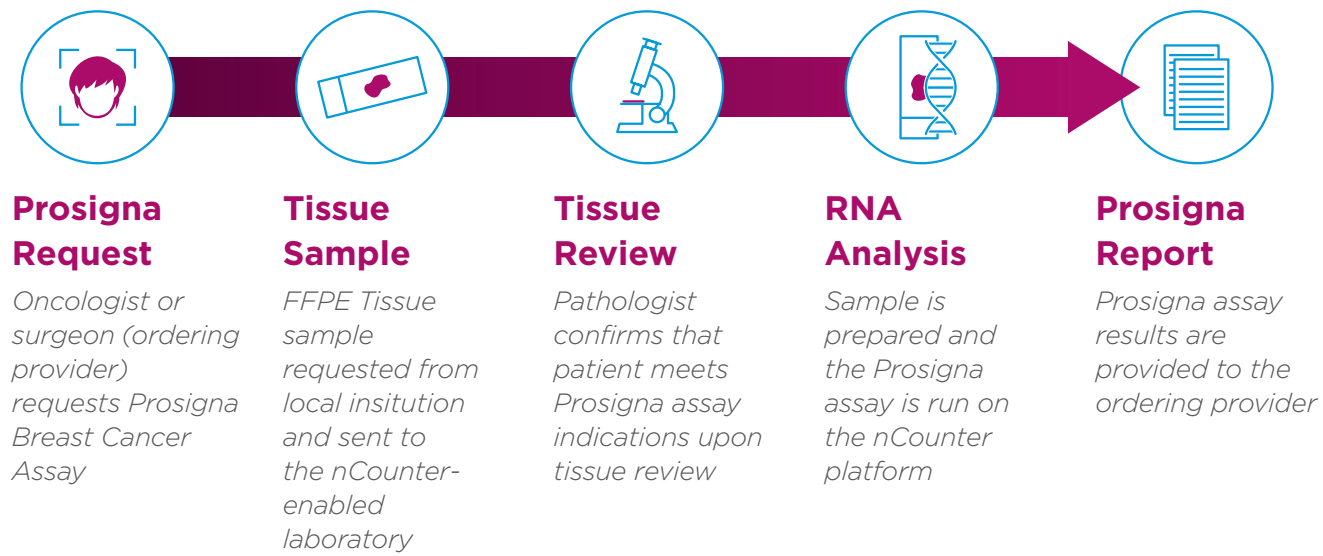 Prosigna
Request
Oncologist or
surgeon (ordering
provider)
requests Prosigna
Breast Cancer
Assay
Tissue
Sample
FFPE Tissue
sample
requested from
local insitution
and sent to
the nCounter-
enabled
laboratory
Tissue
Review
Pathologist
confirms that
patient meets
Prosigna assay
indications upon
tissue review
RNA
Analysis
Sample is
prepared and
the Prosigna
assay is run on
the nCounter
platform
Prosigna
Report
Prosigna assay
results are
provided to the
ordering provider